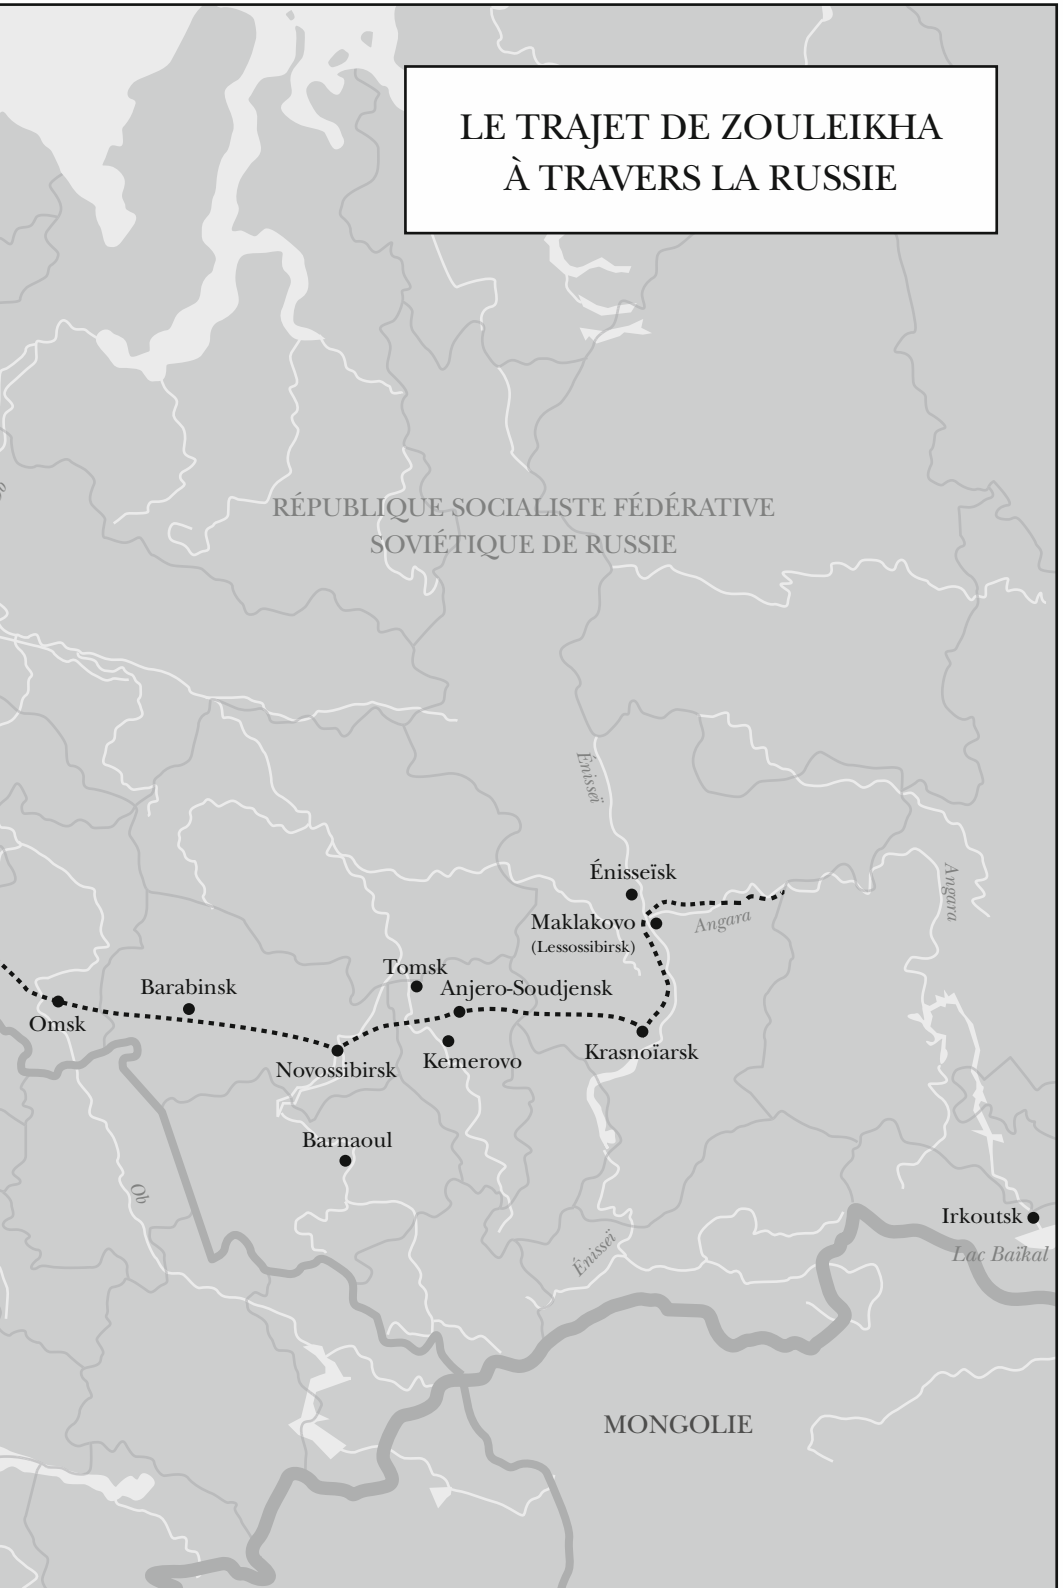 LE TRAJET DE ZOULEIKHA
À TRAVERS LA RUSSIE
RÉPUBLIQUE SOCIALISTE FÉDÉRATIVE
SOVIÉTIQUE DE RUSSIE
Énisseï
Énisseïsk
Angara
Maklakovo
Angara
(Lessossibirsk)
Tomsk
Barabinsk
Anjero-Soudjensk
Omsk
Krasnoïarsk
Kemerovo
Novossibirsk
Barnaoul
Ob
Irkoutsk
Énisseï
Lac Baïkal
MONGOLIE